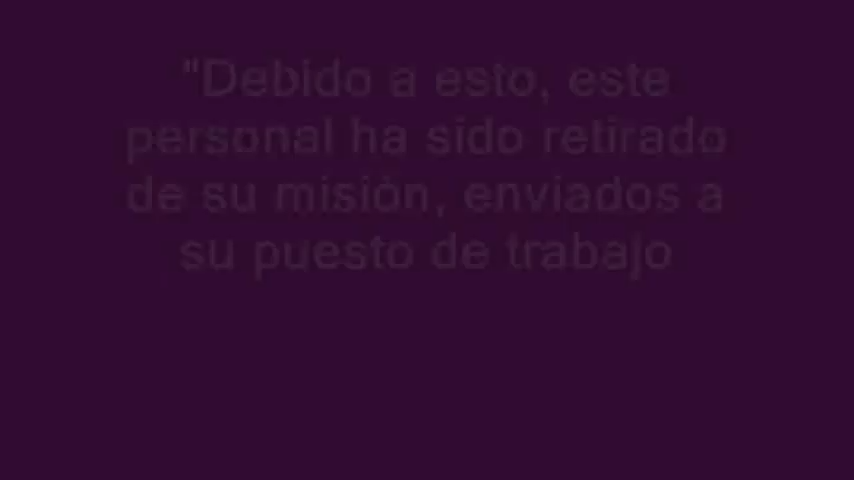 "Debido a esto, este
personal ha sido retirado
de su misión, enviados a
su puesto de trabajo